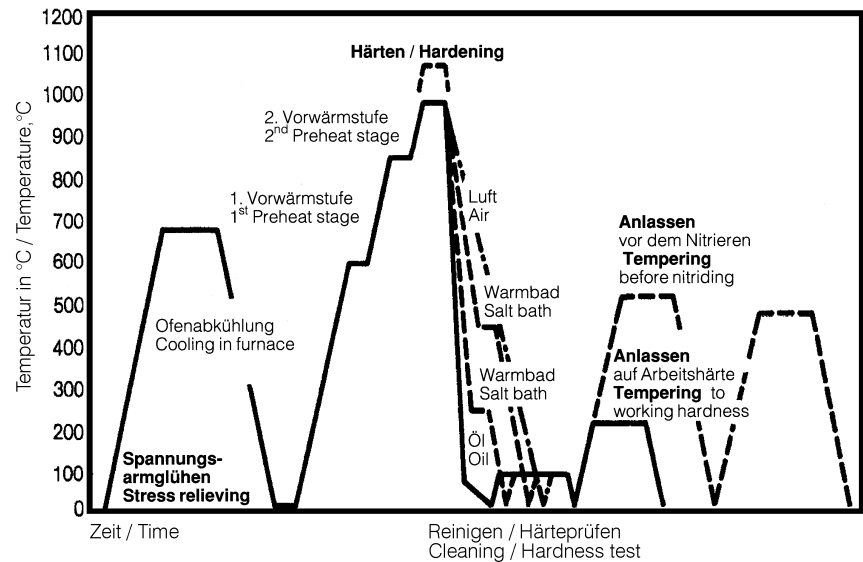 Temperatur in °C / Temperature,°C
1200
1100
1000
900
800
700
600
500
400
300
200
100
0
Härten / Hardening
2. Vorwärmstufe
2nd Preheat stage
1. Vorwärmstufe
1st Preheat stage
Luft
Air
Anlassen
vor dem Nitrieren
Tempering
before nitriding
Ofenabkühlung
Cooling in furnace
Warmbad
Salt bath
Warmbad
Salt bath
Anlassen
auf Arbeitshärte
Tempering to
working hardness
Öl
Oil
Spannungs-
armglühen
Stress relieving
Zeit / Time
Reinigen / Härteprüfen
Cleaning / Hardness test